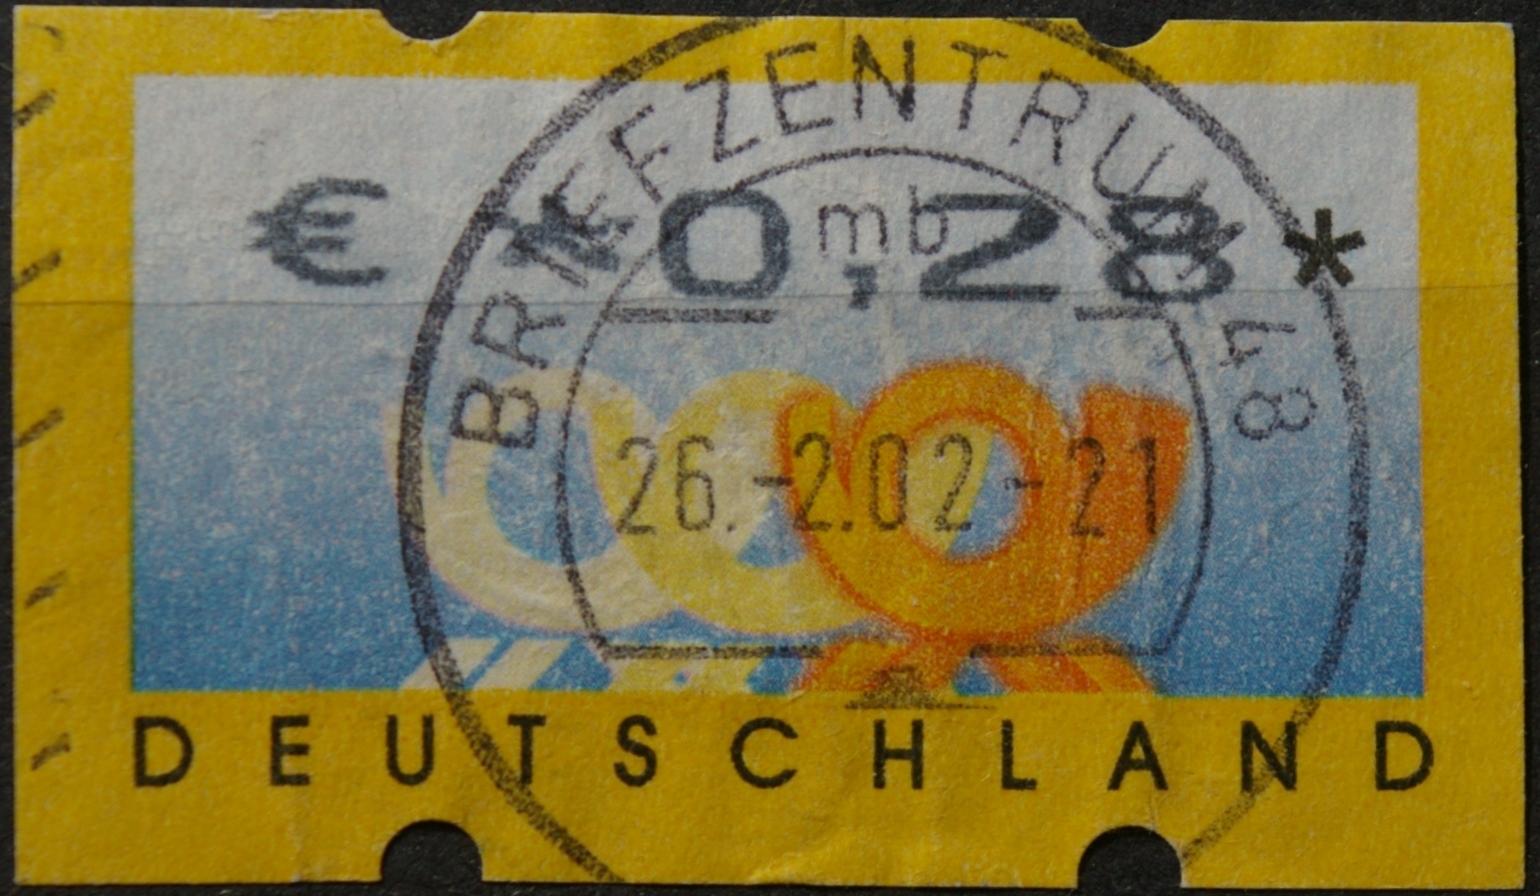 BRIEFZENTRUM 48
mb
€ *0,28*
26.-2.02-21
DEUTSCHLAND